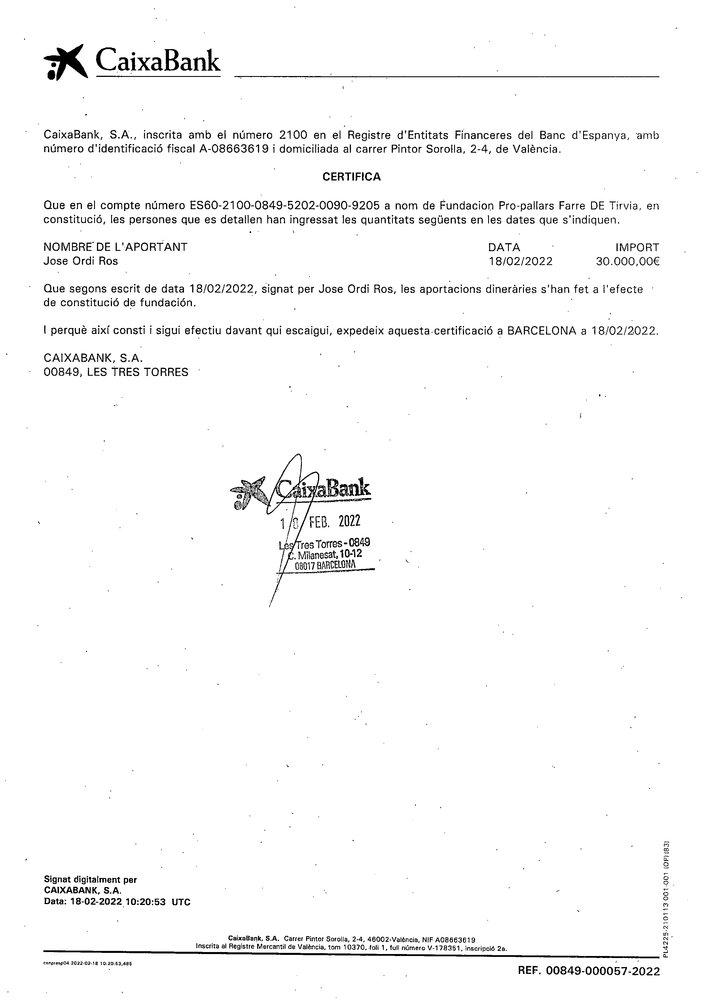 CaixaBank
CaixaBank, S.A., inscrita amb el número 2100 en el Registre d'Entitats Financeres del Banc d'Espanya, amb
número d'identificació fiscal A-08663619 i domiciliada al carrer Pintor Sorolla, 2-4, de València.
CERTIFICA
Que en el compte número ES60-2100-0849-5202-0090-9205 a nom de Fundacion Pro-pallars Farre DE Tirvia, en
constitució, les persones que es detallen han ingressat les quantitats següents en les dates que s'indiquen.
NOMBRE DE L'APORTANT DATA IMPORT
Jose Ordi Ros 18/02/2022 30.000,00€
Que segons escrit de data 18/02/2022, signat per Jose Ordi Ros, les aportacions dineràries s'han fet a l'efecte
de constitució de fundación.
I perquè així consti i sigui efectiu davant qui escaigui, expedeix aquesta certificació a BARCELONA a 18/02/2022.
CAIXABANK, S.A.
00849, LES TRES TORRES
CaixaBank
18 FEB. 2022
Les Tres Torres - 0849
C. Milanesat, 10-12
08017 BARCELONA
Signat digitalment per
CAIXABANK, S.A.
Data: 18-02-2022 10:20:53 UTC
CaixaBank, S.A. Carrer Pintor Sorolla, 2-4, 46002-València, NIF A08663619
Inscrita al Registre Mercantil de València, tom 10370, foli 1, full número V-178351, inscripció 2a.
cenprasp04 2022-02-18 10:20:53,485
REF. 00849-000057-2022
PL4225-210113 001-001 (OP) (83)